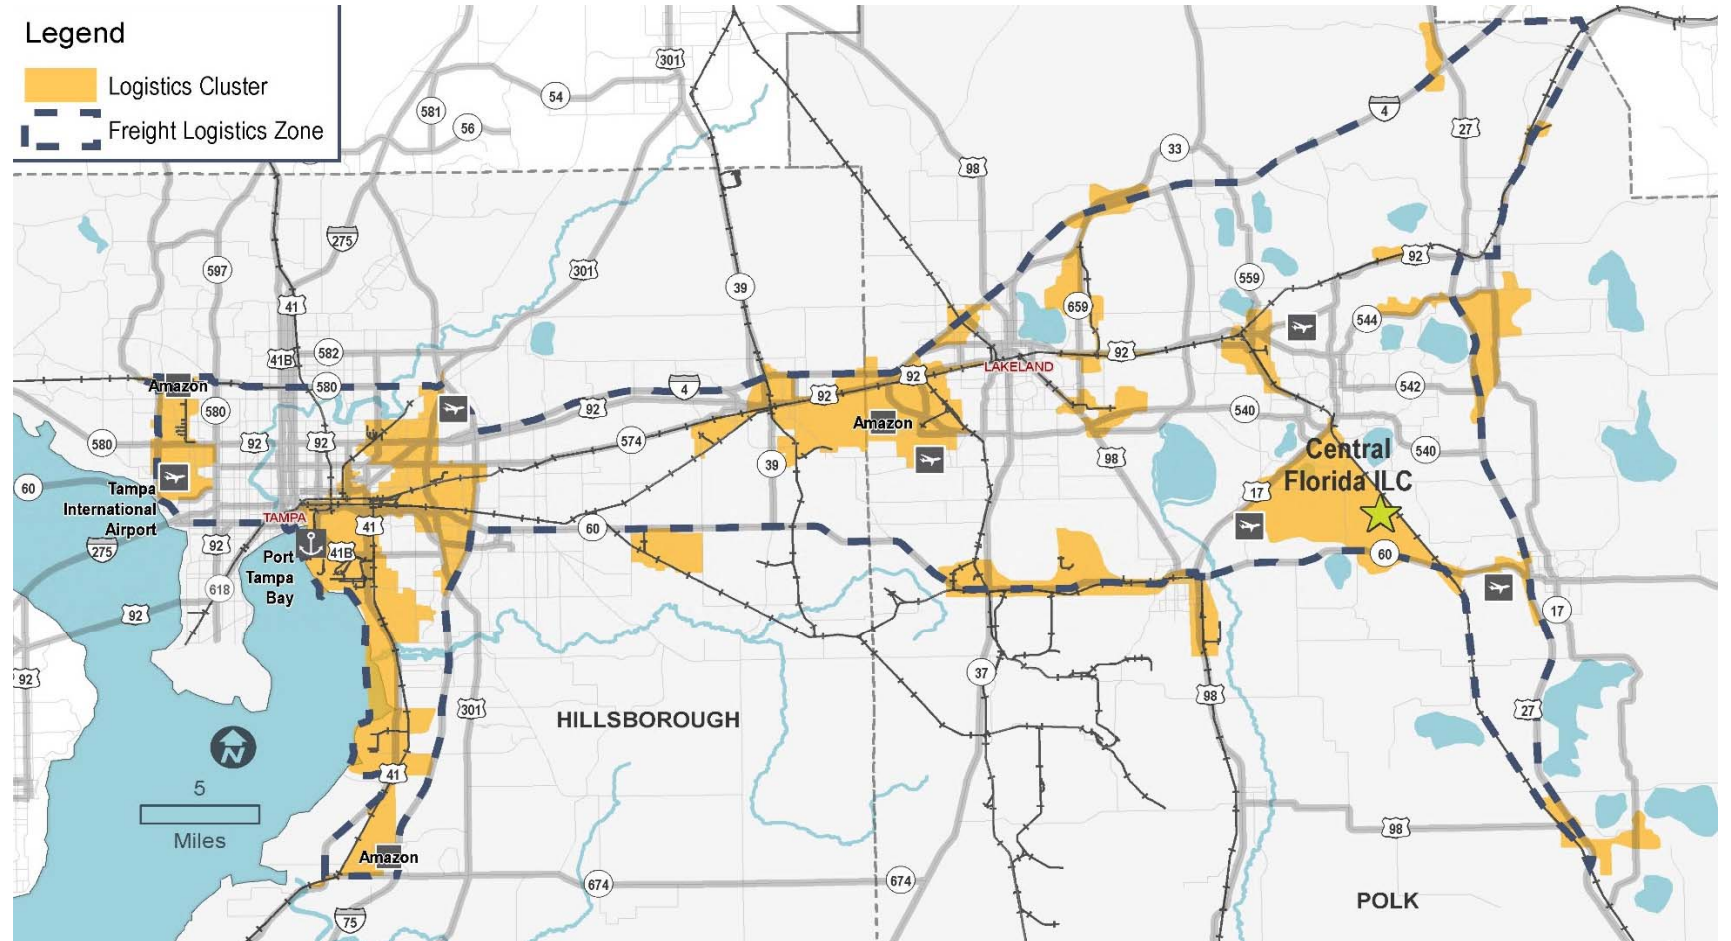 Legend
Logistics Cluster
Freight Logistics Zone
301
54
581
56
98
33
4
27
275
597
301
39
559
92
41
659
544
41B
582
92
LAKELAND
Amazon
580
4
92
92
92
542
580
540
Amazon
580
92
92
574
39
98
540
Central
Florida ILC
60
Tampa
International
Airport
17
TAMPA
41
60
275
92
Port
Tampa
Bay
41B
60
618
92
17
92
37
98
301
HILLSBOROUGH
27
N
41
5
Miles
98
Amazon
674
674
75
POLK